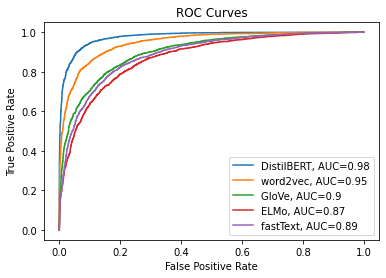 ROC Curves
True Positive Rate
1.0
0.8
0.6
0.4
0.2
0.0
DistilBERT, AUC=0.98
word2vec, AUC=0.95
GloVe, AUC=0.9
ELMo, AUC=0.87
fastText, AUC=0.89
0.0 0.2 0.4 0.6 0.8 1.0
False Positive Rate